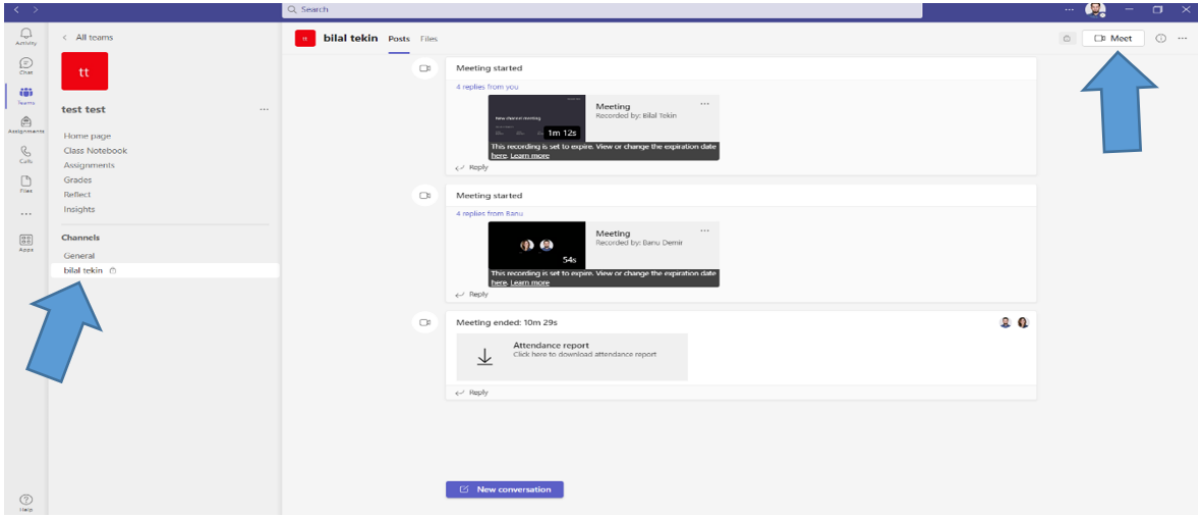 Search
Activity
Chat
Teams
Assignments
Calls
Files
Apps
Help
All teams
tt
test test
Home page
Class Notebook
Assignments
Grades
Reflect
Insights
Channels
General
bilal tekin
tt bilal tekin Posts Files
Meet
Meeting started
4 replies from you
New channel meeting
1m 12s
Meeting
Recorded by: Bilal Tekin
This recording is set to expire. View or change the expiration date
here. Learn more
Reply
Meeting started
4 replies from Banu
54s
Meeting
Recorded by: Banu Demir
This recording is set to expire. View or change the expiration date
here. Learn more
Reply
Meeting ended: 10m 29s
Attendance report
Click here to download attendance report
Reply
New conversation